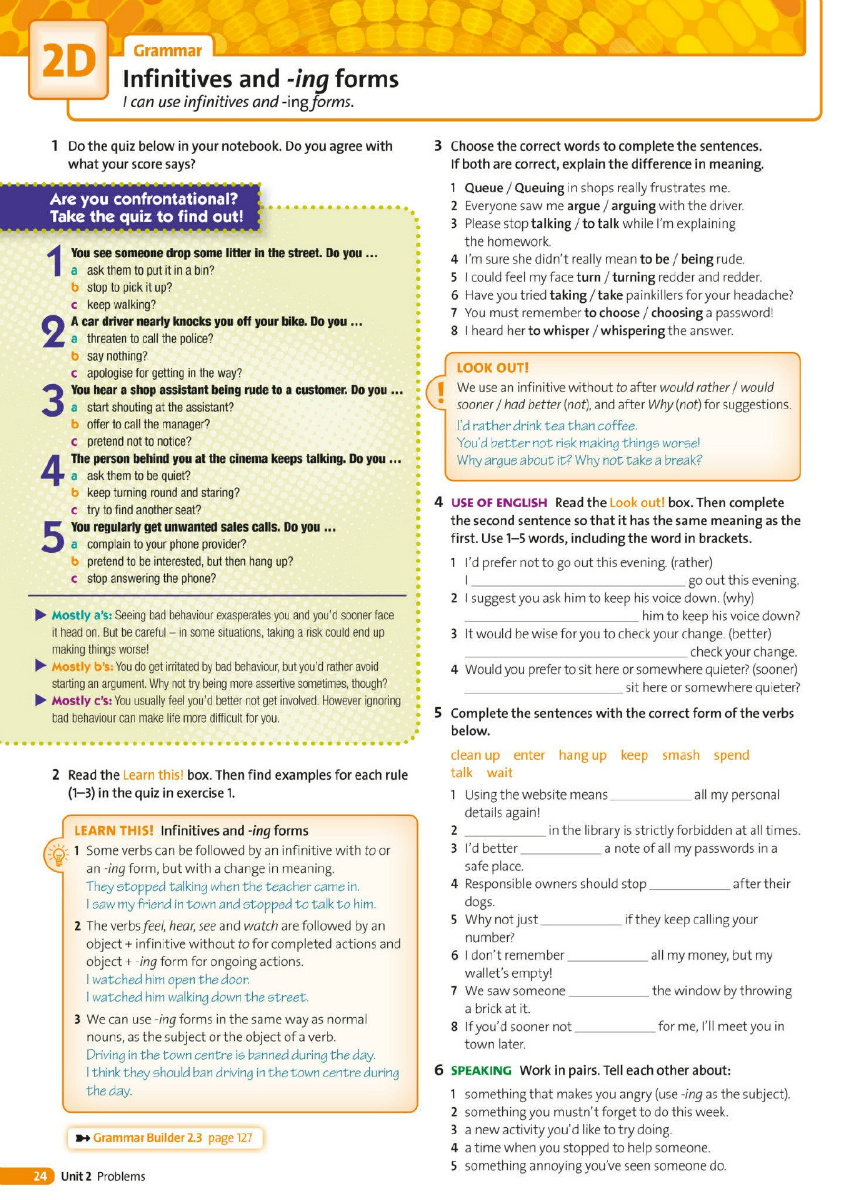 2D
Grammar
Infinitives and -ing forms
I can use infinitives and -ing forms.
1 Do the quiz below in your notebook. Do you agree with
what your score says?
Are you confrontational?
Take the quiz to find out!
1 You see someone drop some litter in the street. Do you ...
a ask them to put it in a bin?
b stop to pick it up?
c keep walking?
2 A car driver nearly knocks you off your bike. Do you ...
a threaten to call the police?
b say nothing?
c apologise for getting in the way?
3 You hear a shop assistant being rude to a customer. Do you ...
a start shouting at the assistant?
b offer to call the manager?
c pretend not to notice?
4 The person behind you at the cinema keeps talking. Do you ...
a ask them to be quiet?
b keep turning round and staring?
c try to find another seat?
5 You regularly get unwanted sales calls. Do you ...
a complain to your phone provider?
b pretend to be interested, but then hang up?
c stop answering the phone?
Mostly a's: Seeing bad behaviour exasperates you and you'd sooner face
it head on. But be careful – in some situations, taking a risk could end up
making things worse!
Mostly b's: You do get irritated by bad behaviour, but you'd rather avoid
starting an argument. Why not try being more assertive sometimes, though?
Mostly c's: You usually feel you'd better not get involved. However ignoring
bad behaviour can make life more difficult for you.
2 Read the Learn this! box. Then find examples for each rule
(1–3) in the quiz in exercise 1.
LEARN THIS! Infinitives and -ing forms
1 Some verbs can be followed by an infinitive with to or
an -ing form, but with a change in meaning.
They stopped talking when the teacher came in.
I saw my friend in town and stopped to talk to him.
2 The verbs feel, hear, see and watch are followed by an
object + infinitive without to for completed actions and
object + -ing form for ongoing actions.
I watched him open the door.
I watched him walking down the street.
3 We can use -ing forms in the same way as normal
nouns, as the subject or the object of a verb.
Driving in the town centre is banned during the day.
I think they should ban driving in the town centre during
the day.
Grammar Builder 2.3 page 127
24 Unit 2 Problems
3 Choose the correct words to complete the sentences.
If both are correct, explain the difference in meaning.
1 Queue / Queuing in shops really frustrates me.
2 Everyone saw me argue / arguing with the driver.
3 Please stop talking / to talk while I'm explaining
the homework.
4 I'm sure she didn't really mean to be / being rude.
5 I could feel my face turn / turning redder and redder.
6 Have you tried taking / take painkillers for your headache?
7 You must remember to choose / choosing a password!
8 I heard her to whisper / whispering the answer.
LOOK OUT!
! We use an infinitive without to after would rather / would
sooner / had better (not), and after Why (not) for suggestions.
I'd rather drink tea than coffee.
You'd better not risk making things worse!
Why argue about it? Why not take a break?
4 USE OF ENGLISH Read the Look out! box. Then complete
the second sentence so that it has the same meaning as the
first. Use 1–5 words, including the word in brackets.
1 I'd prefer not to go out this evening. (rather)
I ________ go out this evening.
2 I suggest you ask him to keep his voice down. (why)
________ him to keep his voice down?
3 It would be wise for you to check your change. (better)
________ check your change.
4 Would you prefer to sit here or somewhere quieter? (sooner)
________ sit here or somewhere quieter?
5 Complete the sentences with the correct form of the verbs
below.
clean up enter hang up keep smash spend
talk wait
1 Using the website means ________ all my personal
details again!
2 ________ in the library is strictly forbidden at all times.
3 I'd better ________ a note of all my passwords in a
safe place.
4 Responsible owners should stop ________ after their
dogs.
5 Why not just ________ if they keep calling your
number?
6 I don't remember ________ all my money, but my
wallet's empty!
7 We saw someone ________ the window by throwing
a brick at it.
8 If you'd sooner not ________ for me, I'll meet you in
town later.
6 SPEAKING Work in pairs. Tell each other about:
1 something that makes you angry (use -ing as the subject).
2 something you mustn't forget to do this week.
3 a new activity you'd like to try doing.
4 a time when you stopped to help someone.
5 something annoying you've seen someone do.